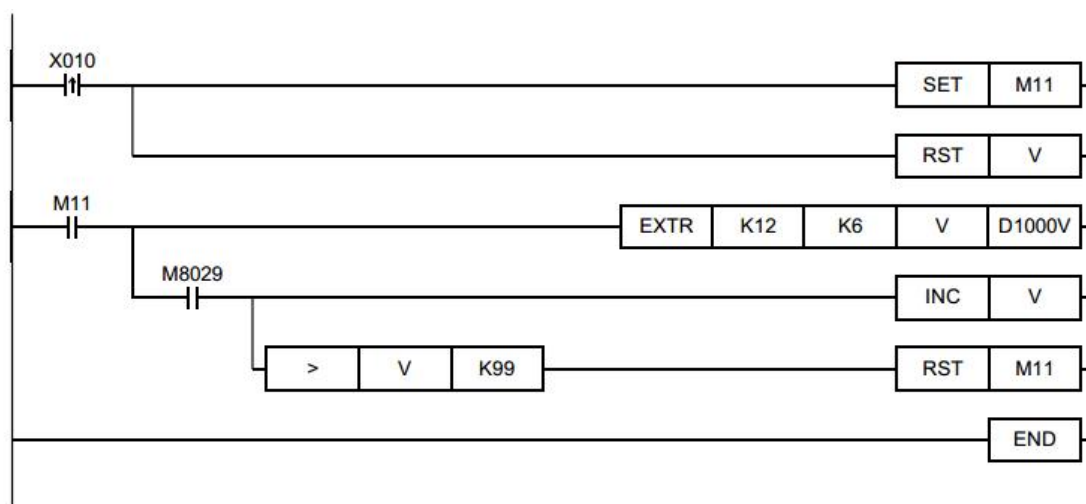 X010
SET M11
RST V
M11
EXTR K12 K6 V D1000V
M8029
INC V
> V K99 RST M11
END